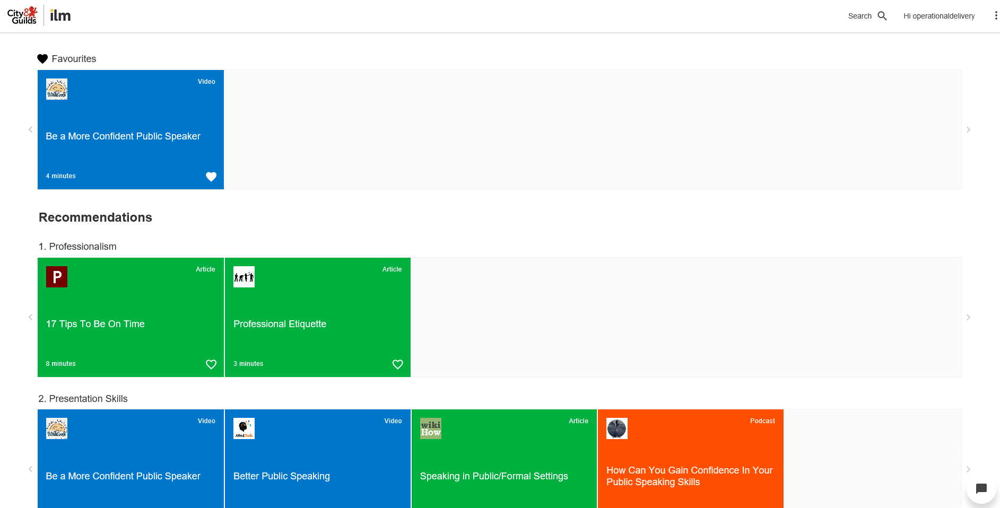 City&
Guilds
ilm
Search
Hi operationaldelivery
Favourites
Video
Be a More Confident Public Speaker
4 minutes
Recommendations
1. Professionalism
P
Article
17 Tips To Be On Time
8 minutes
Article
Professional Etiquette
3 minutes
2. Presentation Skills
Video
Be a More Confident Public Speaker
MindTools
Video
Better Public Speaking
wiki
How
Article
Speaking in Public/Formal Settings
Podcast
How Can You Gain Confidence In Your
Public Speaking Skills